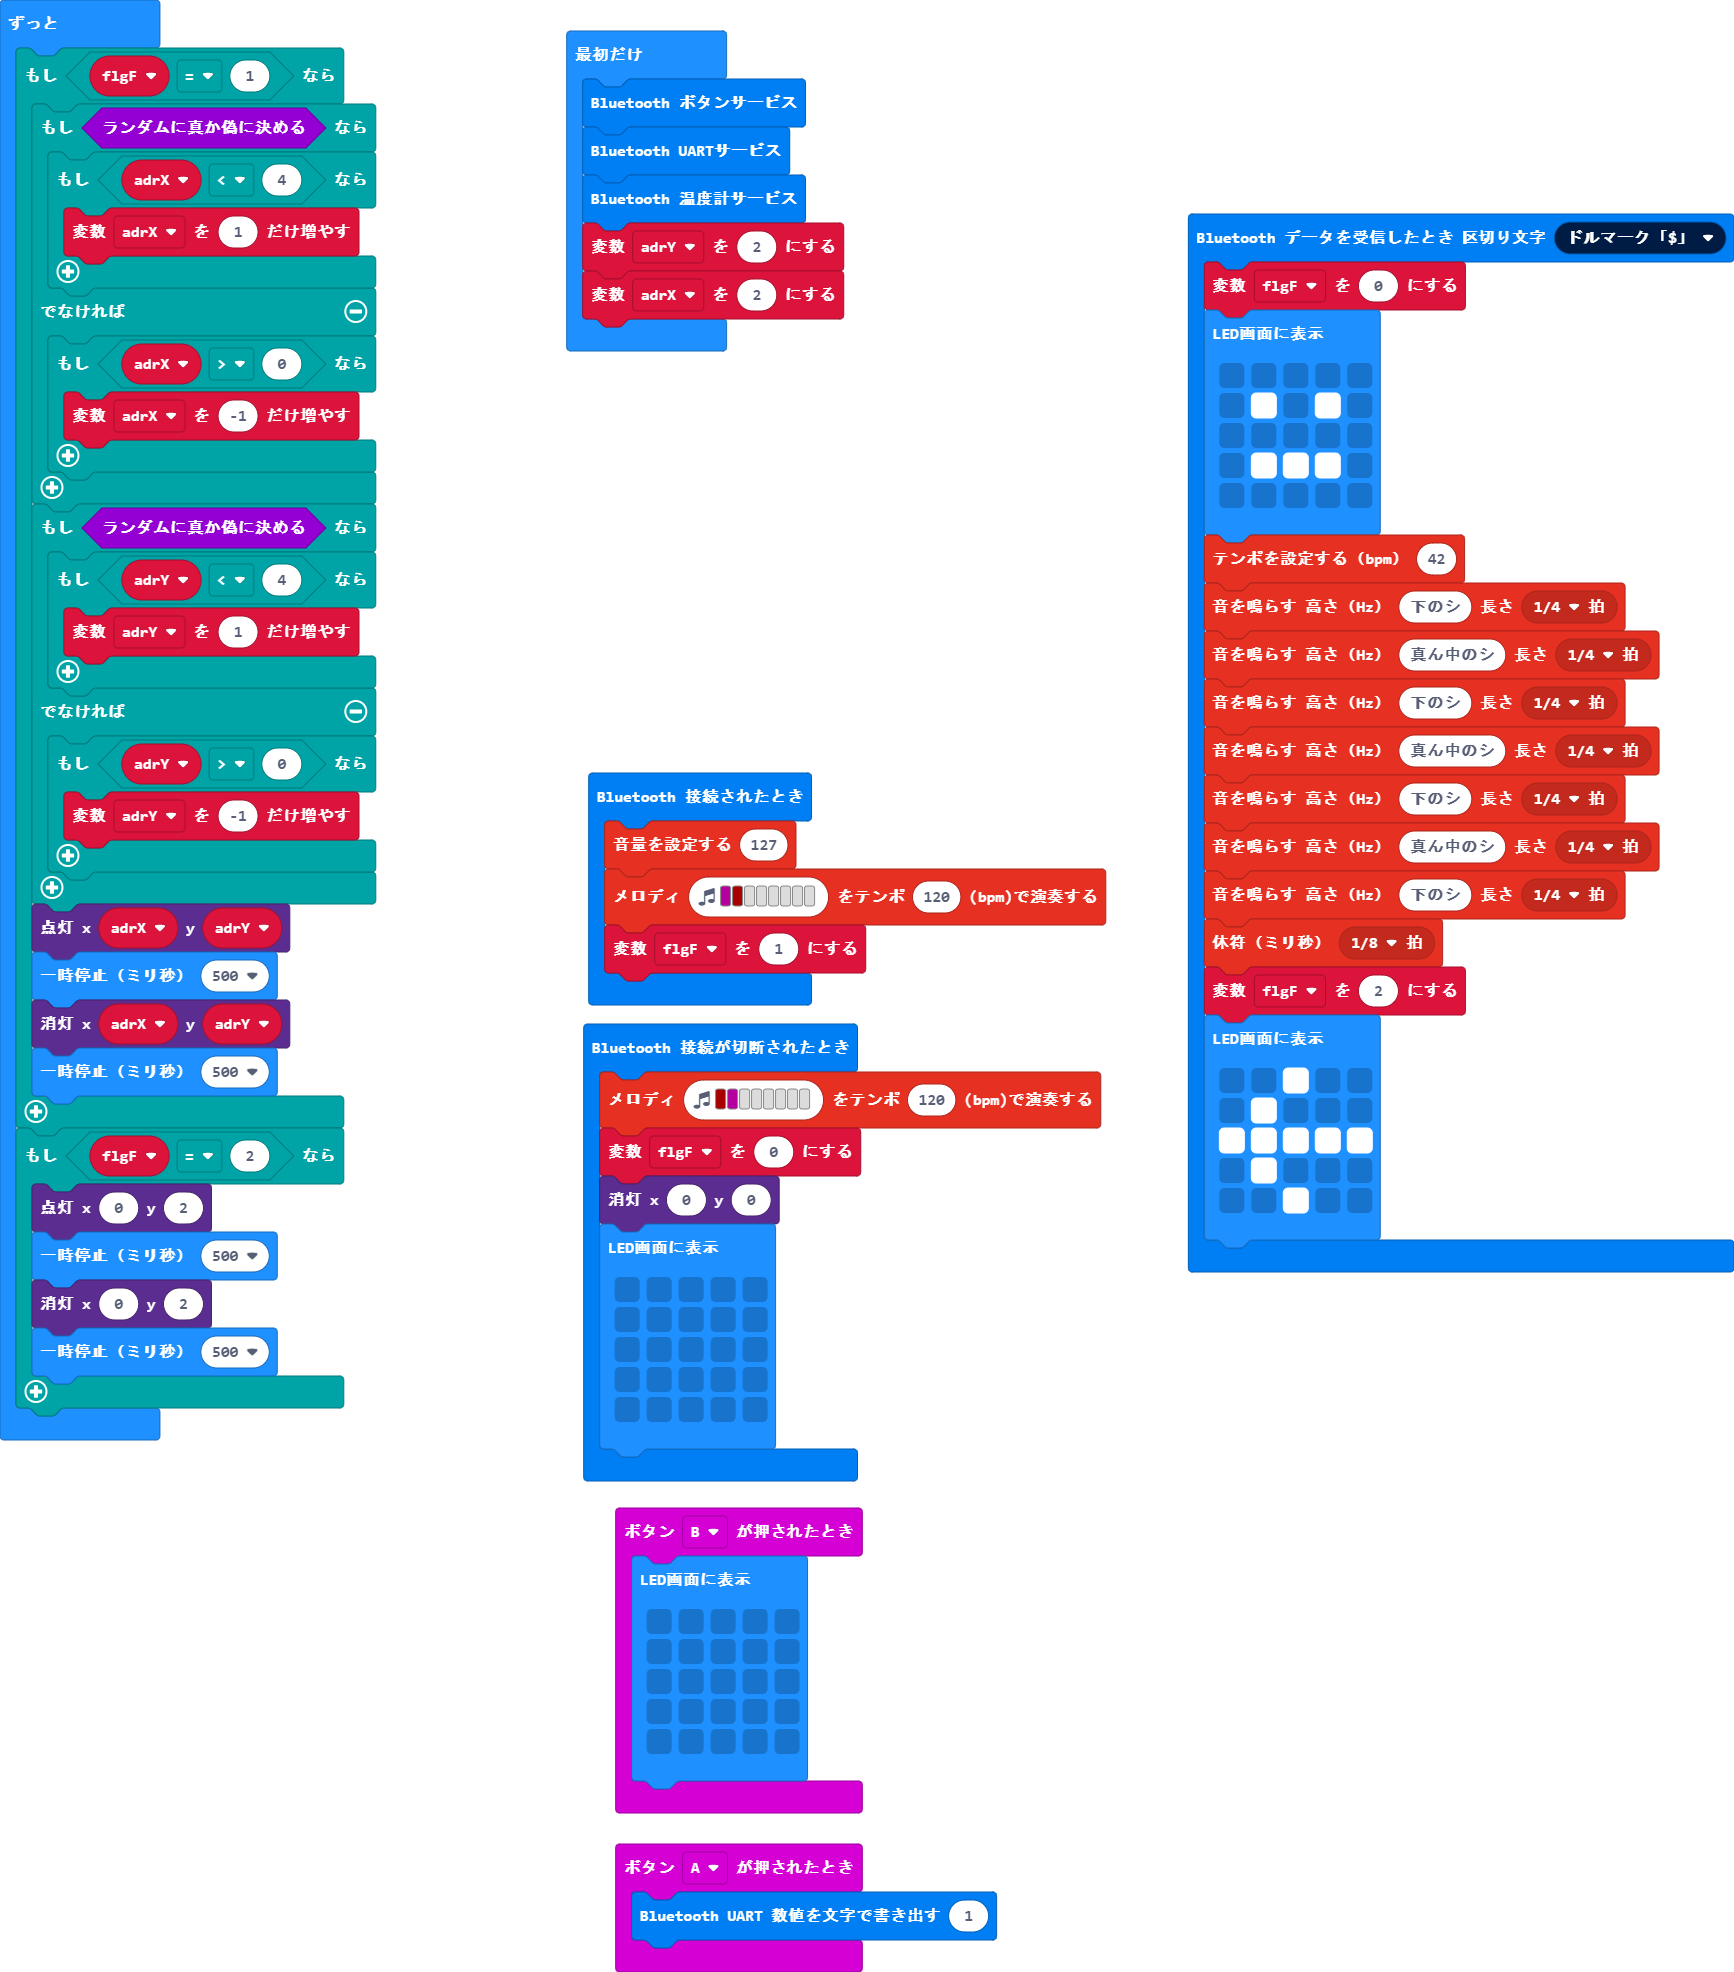 ずっと
もし flgF = 1 なら
もし ランダムに真か偽に決める なら
もし adrX < 4 なら
変数 adrX を 1 だけ増やす
でなければ
もし adrX > 0 なら
変数 adrX を -1 だけ増やす
もし ランダムに真か偽に決める なら
もし adrY < 4 なら
変数 adrY を 1 だけ増やす
でなければ
もし adrY > 0 なら
変数 adrY を -1 だけ増やす
点灯 x adrX y adrY
一時停止（ミリ秒） 500
消灯 x adrX y adrY
一時停止（ミリ秒） 500
もし flgF = 2 なら
点灯 x 0 y 2
一時停止（ミリ秒） 500
消灯 x 0 y 2
一時停止（ミリ秒） 500
最初だけ
Bluetooth ボタンサービス
Bluetooth UARTサービス
Bluetooth 温度計サービス
変数 adrY を 2 にする
変数 adrX を 2 にする
Bluetooth 接続されたとき
音量を設定する 127
メロディ をテンポ 120 (bpm)で演奏する
変数 flgF を 1 にする
Bluetooth 接続が切断されたとき
メロディ をテンポ 120 (bpm)で演奏する
変数 flgF を 0 にする
消灯 x 0 y 0
LED画面に表示
ボタン B が押されたとき
LED画面に表示
ボタン A が押されたとき
Bluetooth UART 数値を文字で書き出す 1
Bluetooth データを受信したとき 区切り文字 ドルマーク「$」
変数 flgF を 0 にする
LED画面に表示
テンポを設定する（bpm） 42
音を鳴らす 高さ（Hz） 下のシ 長さ 1/4 拍
音を鳴らす 高さ（Hz） 真ん中のシ 長さ 1/4 拍
音を鳴らす 高さ（Hz） 下のシ 長さ 1/4 拍
音を鳴らす 高さ（Hz） 真ん中のシ 長さ 1/4 拍
音を鳴らす 高さ（Hz） 下のシ 長さ 1/4 拍
音を鳴らす 高さ（Hz） 真ん中のシ 長さ 1/4 拍
音を鳴らす 高さ（Hz） 下のシ 長さ 1/4 拍
休符（ミリ秒） 1/8 拍
変数 flgF を 2 にする
LED画面に表示